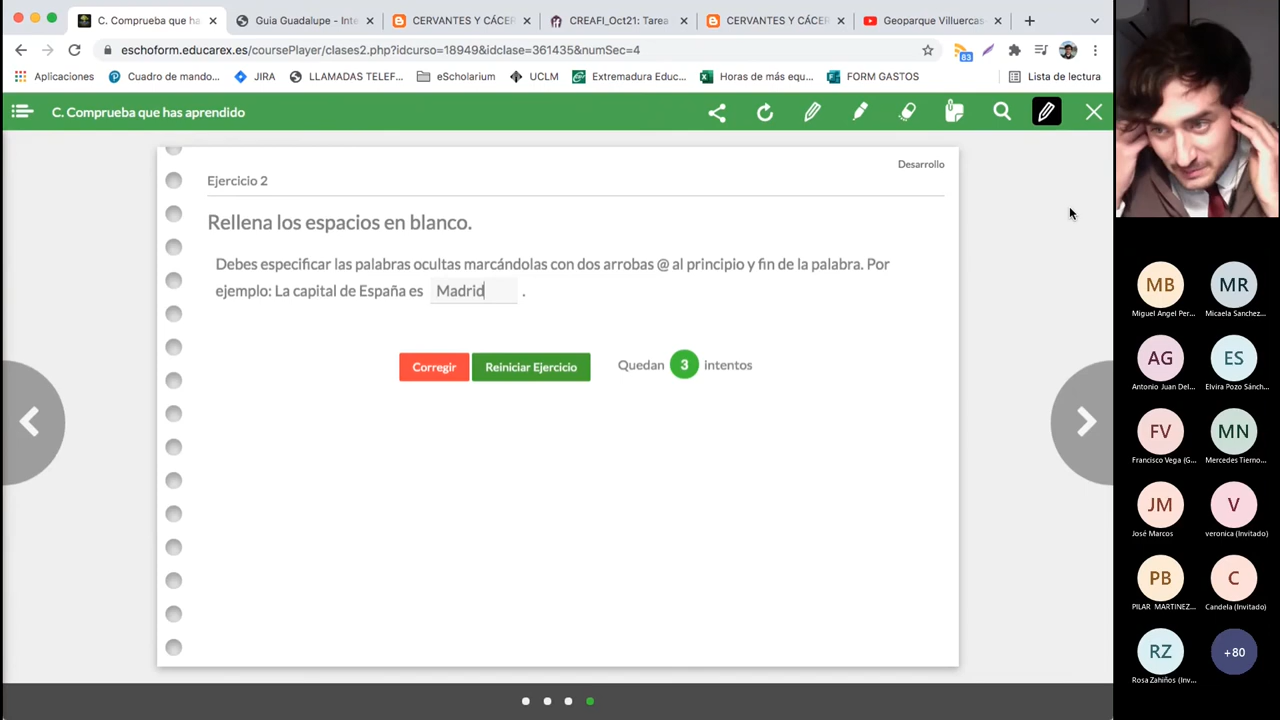 C. Comprueba que has
Guia Guadalupe - Inte
CERVANTES Y CÁCER
CREAFI_Oct21: Tarea
CERVANTES Y CÁCER
Geoparque Villuercas
eschoform.educarex.es/coursePlayer/clases2.php?idcurso=18949&idclase=361435&numSec=4
83
Aplicaciones
Cuadro de mando...
JIRA
LLAMADAS TELEF...
eScholarium
UCLM
Extremadura Educ...
Horas de más equ...
FORM GASTOS
Lista de lectura
C. Comprueba que has aprendido
Desarrollo
Ejercicio 2
Rellena los espacios en blanco.
Debes especificar las palabras ocultas marcándolas con dos arrobas @ al principio y fin de la palabra. Por
ejemplo: La capital de España es Madrid .
Corregir
Reiniciar Ejercicio
Quedan 3 intentos
MB
Miguel Angel Per...
MR
Micaela Sanchez...
AG
Antonio Juan Del...
ES
Elvira Pozo Sánch...
FV
Francisco Vega (G...
MN
Mercedes Tierno...
JM
José Marcos
V
veronica (Invitado)
PB
PILAR MARTINEZ...
C
Candela (Invitado)
RZ
Rosa Zahiños (Inv...
+80